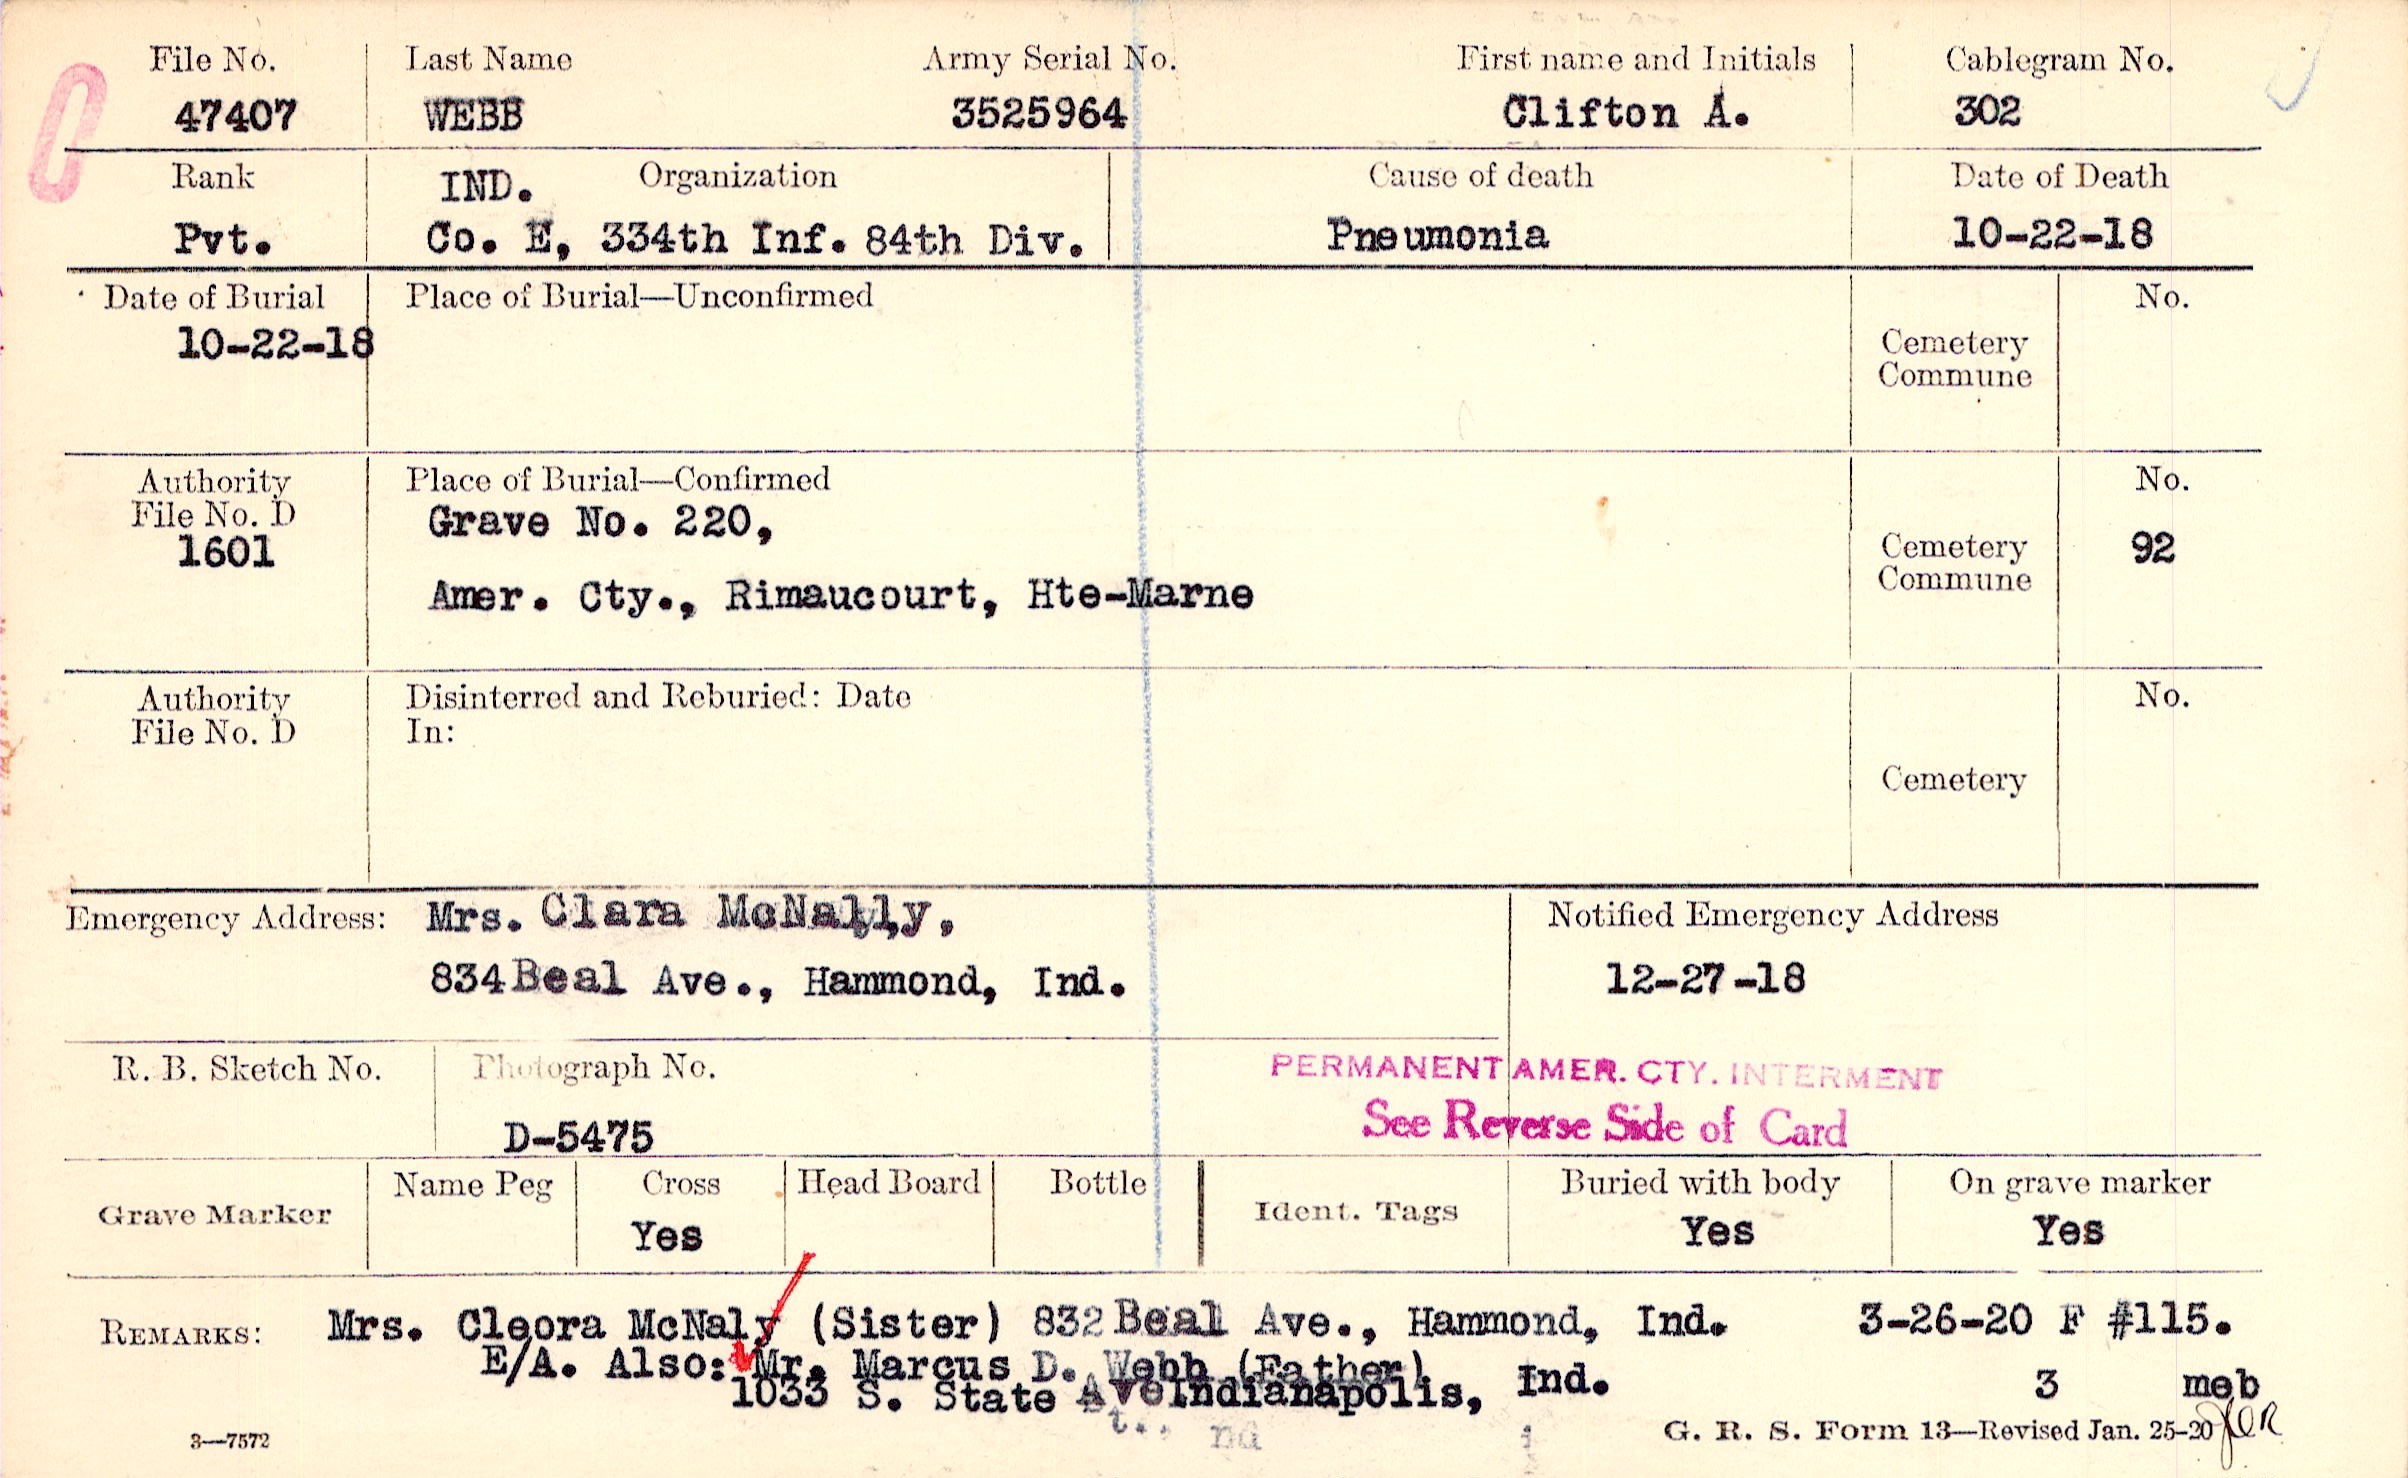 File No. Last Name Army Serial No. First name and Initials Cablegram No.
47407 WEBB 3525964 Clifton A. 302
Rank IND. Organization Cause of death Date of Death
Pvt. Co. E, 334th Inf. 84th Div. Pneumonia 10-22-18
Date of Burial Place of Burial—Unconfirmed No.
10-22-18
Cemetery
Commune
Authority Place of Burial—Confirmed No.
File No. D Grave No. 220,
1601 Cemetery 92
Amer. Cty., Rimaucourt, Hte-Marne Commune
Authority Disinterred and Reburied: Date No.
File No. D In:
Cemetery
Emergency Address: Mrs. Clara McNally, Notified Emergency Address
834 Beal Ave., Hammond, Ind. 12-27-18
R. B. Sketch No. Photograph No. PERMANENT AMER. CTY. INTERMENT
D-5475 See Reverse Side of Card
Grave Marker Name Peg Cross Head Board Bottle Ident. Tags Buried with body On grave marker
Yes Yes Yes
REMARKS: Mrs. Cleora McNaly (Sister) 832 Beal Ave., Hammond, Ind. 3-26-20 F #115.
E/A. Also: Mr. Marcus D. Webb (Father)
1033 S. State Ave Indianapolis, Ind. 3 meb
3—7572 G. R. S. Form 13—Revised Jan. 25-20